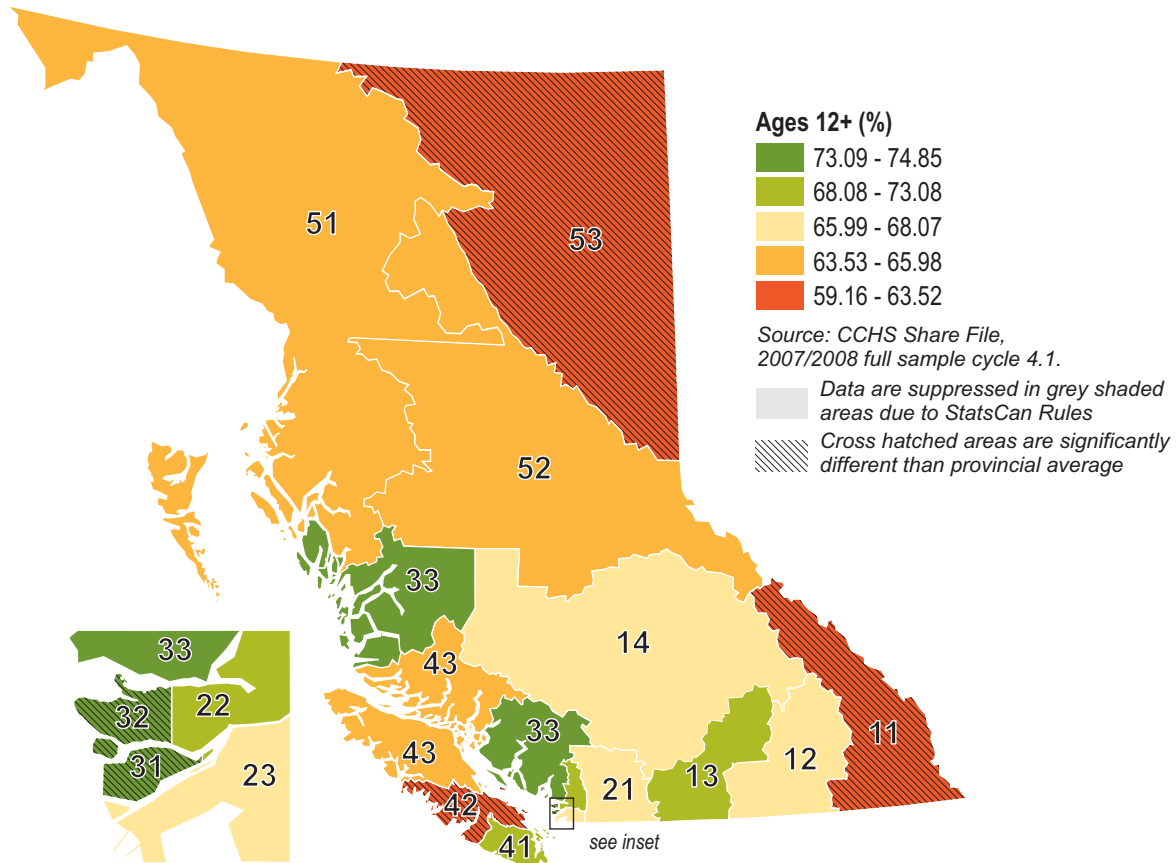 Ages 12+ (%)
73.09 - 74.85
68.08 - 73.08
65.99 - 68.07
63.53 - 65.98
59.16 - 63.52
Source: CCHS Share File,
2007/2008 full sample cycle 4.1.
Data are suppressed in grey shaded
areas due to StatsCan Rules
Cross hatched areas are significantly
different than provincial average
51
53
52
33
14
43
33
43
42
41
21
13
12
11
see inset
33
32
22
31
23